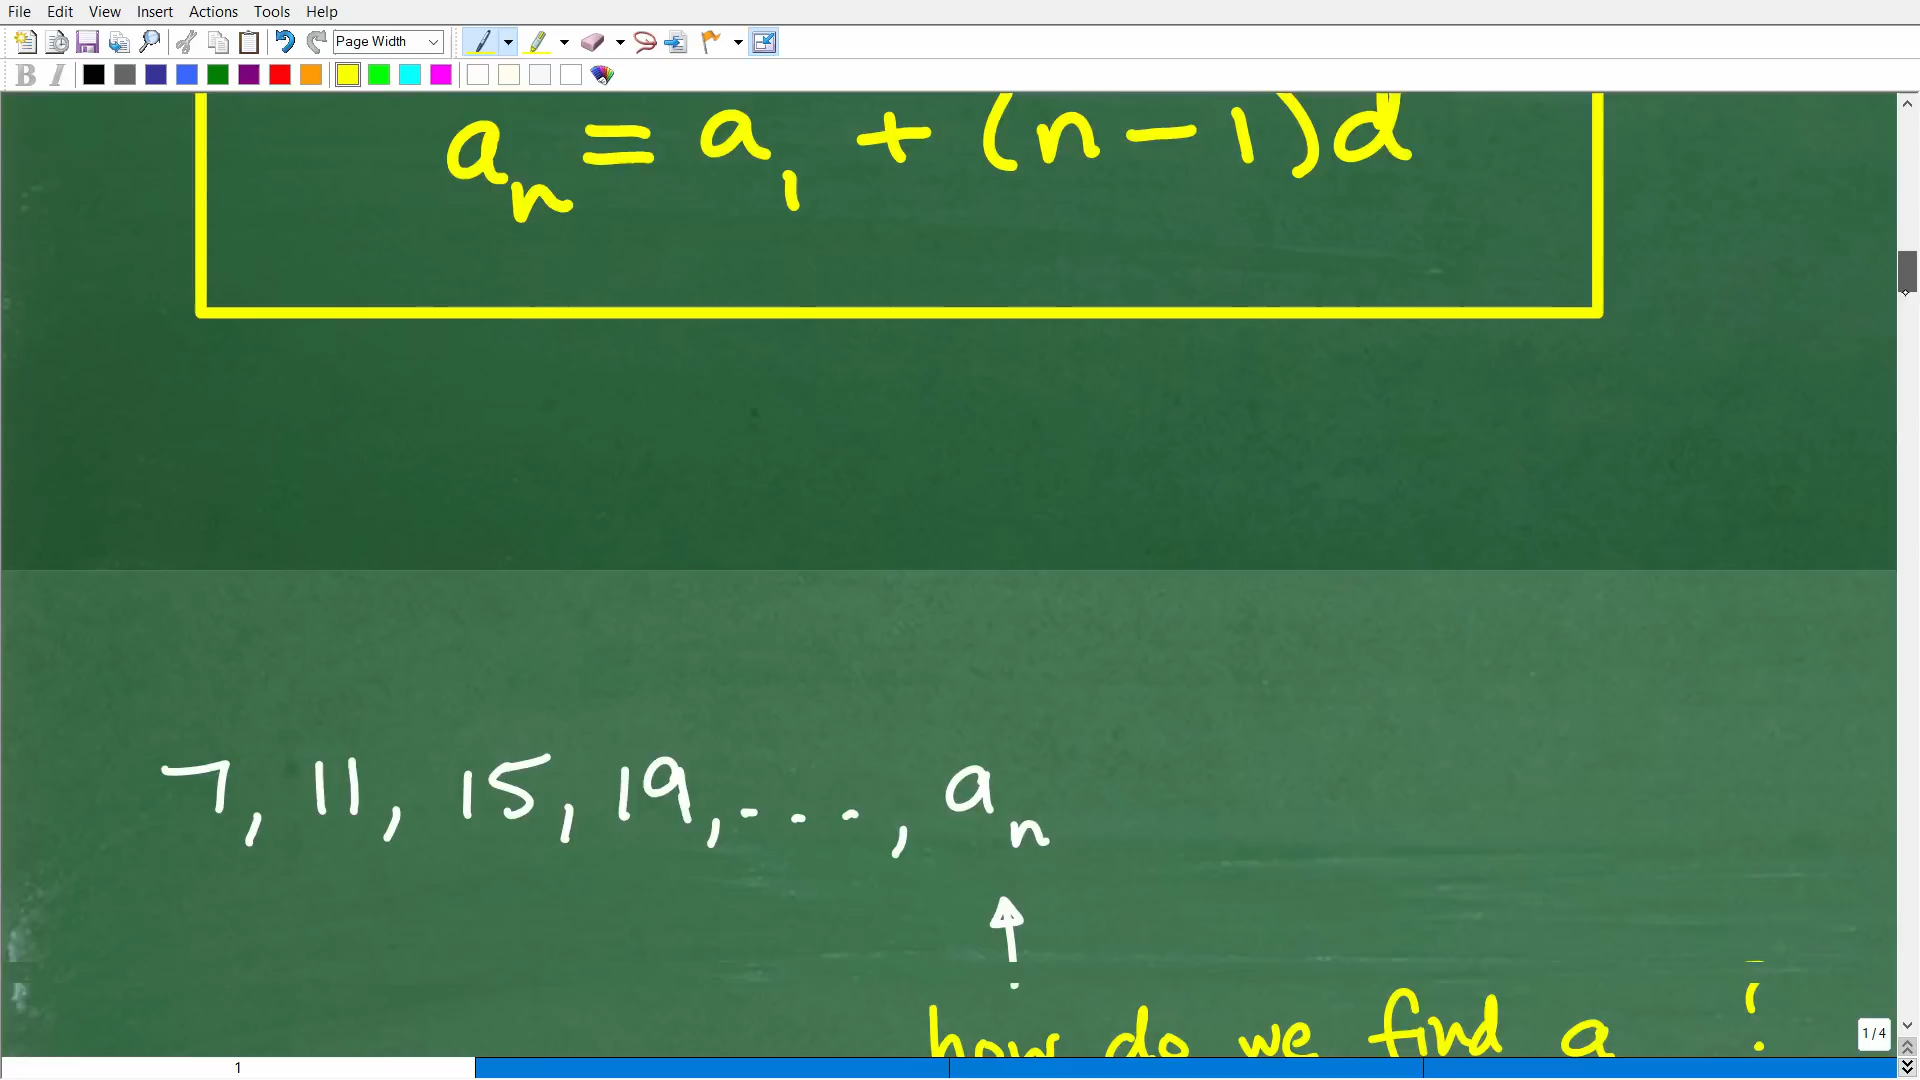 File Edit View Insert Actions Tools Help
Page Width
B I
aₙ = a₁ + (n - 1)d
7, 11, 15, 19, ..., aₙ
how do we find a ?
1 / 4
1